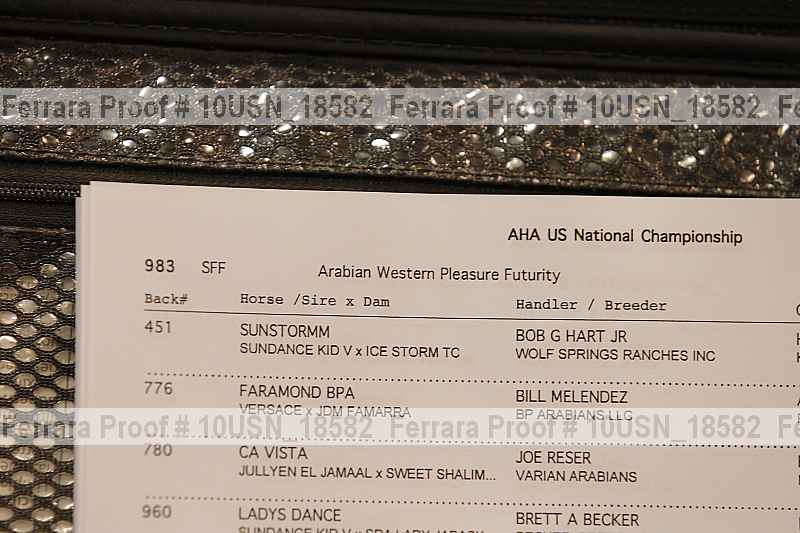 Ferrara Proof # 10USN_18582 Ferrara Proof # 10USN_18582
AHA US National Championship
983 SFF Arabian Western Pleasure Futurity
Back# Horse /Sire x Dam Handler / Breeder
451 SUNSTORMM BOB G HART JR
SUNDANCE KID V x ICE STORM TC WOLF SPRINGS RANCHES INC
776 FARAMOND BPA BILL MELENDEZ
VERSACE x JDM FAMARRA BP ARABIANS LLC
Ferrara Proof # 10USN_18582 Ferrara Proof # 10USN_18582
780 CA VISTA JOE RESER
JULLYEN EL JAMAAL x SWEET SHALIM... VARIAN ARABIANS
960 LADYS DANCE BRETT A BECKER